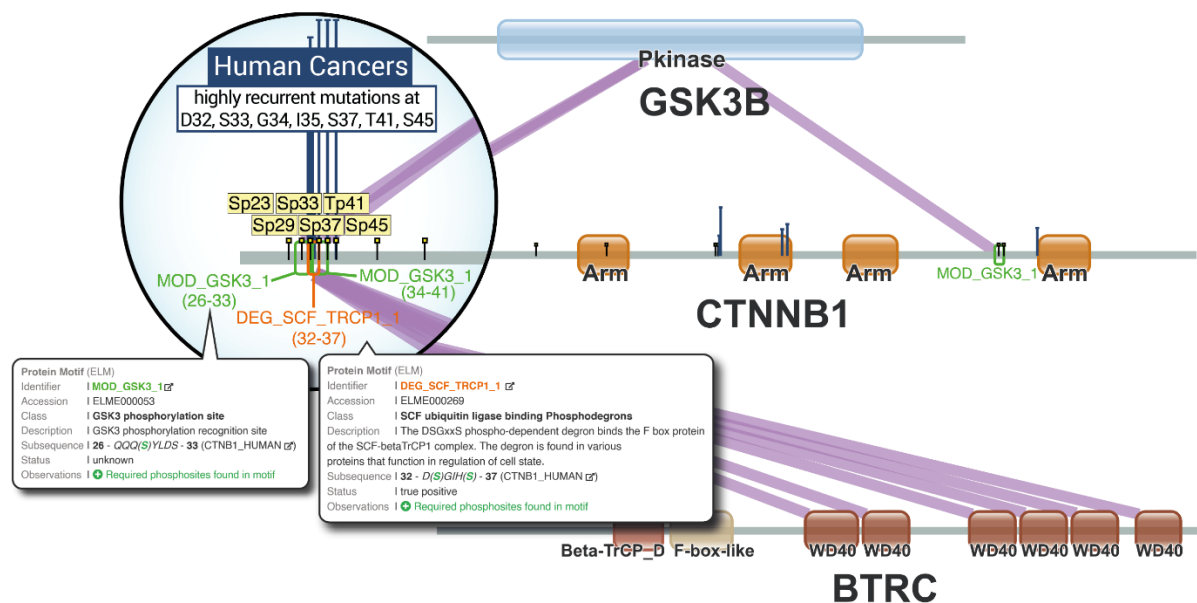 Human Cancers
highly recurrent mutations at
D32, S33, G34, I35, S37, T41, S45
Pkinase
GSK3B
Sp23 Sp33 Tp41
Sp29 Sp37 Sp45
MOD_GSK3_1
(26-33)
MOD_GSK3_1
(34-41)
DEG_SCF_TRCP1_1
(32-37)
Arm
Arm
Arm
MOD_GSK3_1
Arm
CTNNB1
Protein Motif (ELM)
Identifier | MOD_GSK3_1
Accession | ELME000053
Class | GSK3 phosphorylation site
Description | GSK3 phosphorylation recognition site
Subsequence | 26 - QQQ(S)YLDS - 33 (CTNB1_HUMAN)
Status | unknown
Observations | Required phosphosites found in motif
Protein Motif (ELM)
Identifier | DEG_SCF_TRCP1_1
Accession | ELME000269
Class | SCF ubiquitin ligase binding Phosphodegrons
Description | The DSGxxS phospho-dependent degron binds the F box protein
of the SCF-betaTrCP1 complex. The degron is found in various
proteins that function in regulation of cell state.
Subsequence | 32 - D(S)GIH(S) - 37 (CTNB1_HUMAN)
Status | true positive
Observations | Required phosphosites found in motif
Beta-TrCP_D F-box-like WD40 WD40 WD40 WD40 WD40 WD40
BTRC